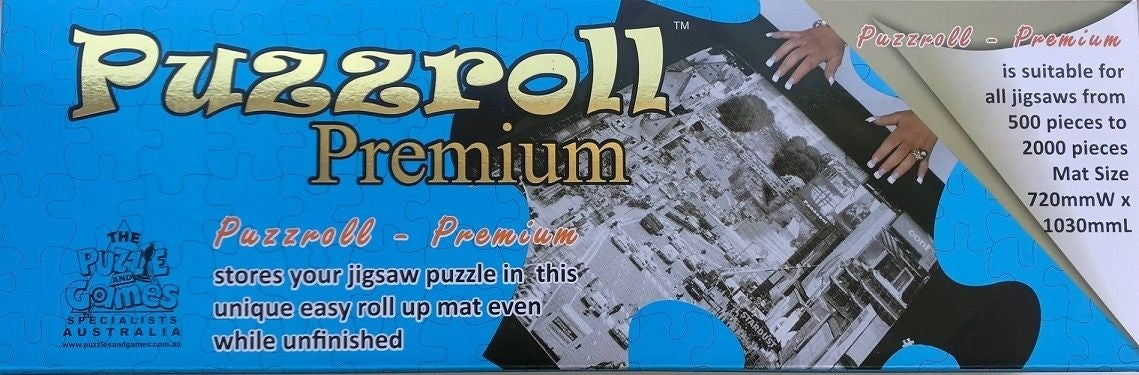 Puzzroll™
Premium
Puzzroll - Premium
stores your jigsaw puzzle in this
unique easy roll up mat even
while unfinished
THE
PUZZLE
AND
GAMES
SPECIALISTS
AUSTRALIA
www.puzzlesandgames.com.au
STARDUST
Puzzroll - Premium
is suitable for
all jigsaws from
500 pieces to
2000 pieces
Mat Size
720mmW x
1030mmL